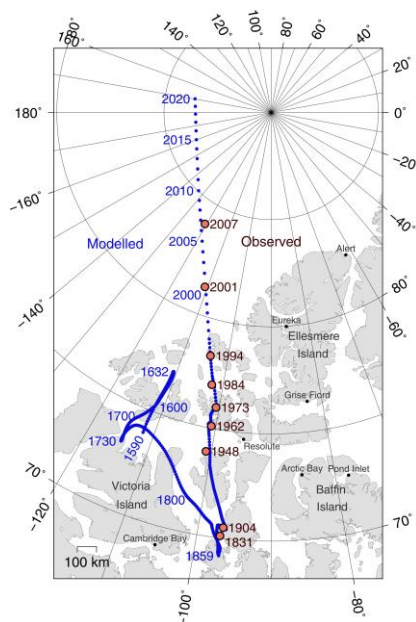 160° 140° 120° 100° 80° 60° 40°
180°
20°
0°
−20°
−40°
−160°
−140°
60°
80°
70°
−120°
−100°
−80°
70°
2020
2015
2010
2007
Modelled
2005
Observed
2001
2000
Alert
Eureka
Ellesmere
Island
1994
1632
1984
Grise Fiord
1600
1973
1700
1962
1730
1590
Resolute
1948
Victoria
Island
1800
Arctic Bay
Pond Inlet
Baffin
Island
1904
1831
Cambridge Bay
1859
100 km